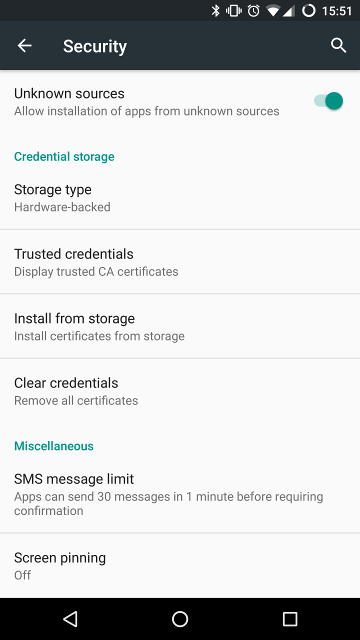 15:51
Security
Unknown sources
Allow installation of apps from unknown sources
Credential storage
Storage type
Hardware-backed
Trusted credentials
Display trusted CA certificates
Install from storage
Install certificates from storage
Clear credentials
Remove all certificates
Miscellaneous
SMS message limit
Apps can send 30 messages in 1 minute before requiring
confirmation
Screen pinning
Off